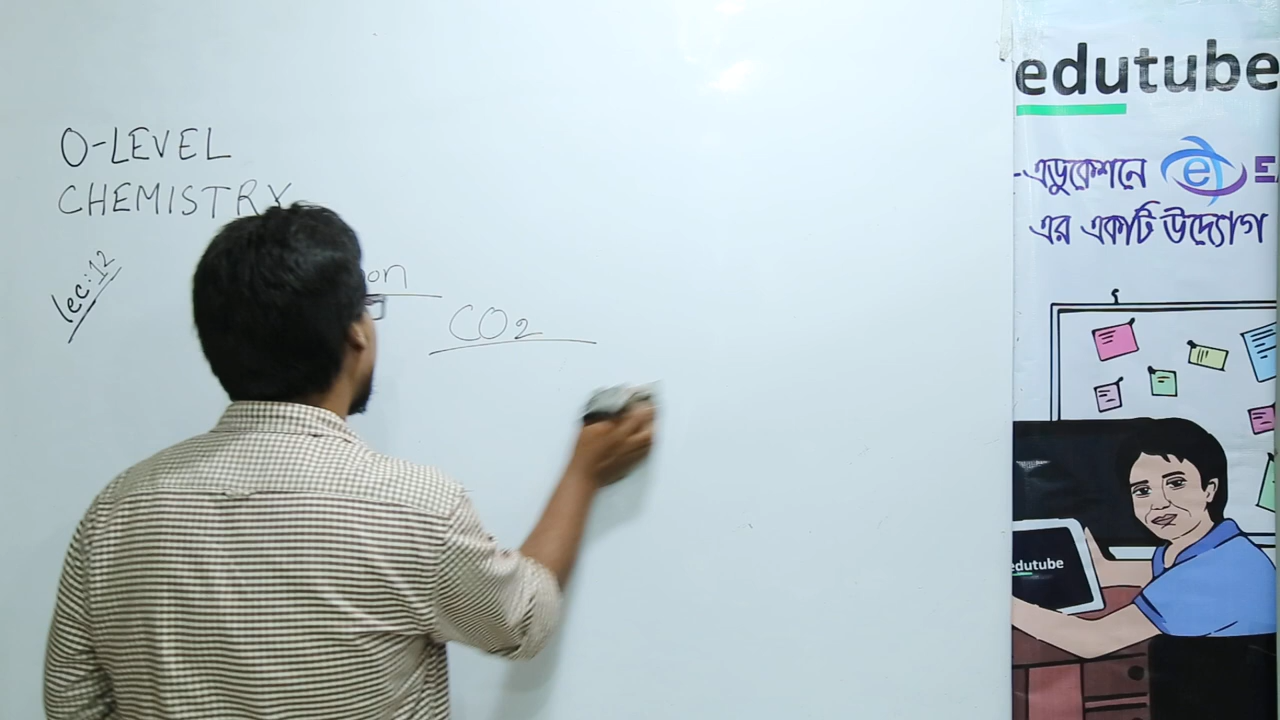 O-LEVEL
CHEMISTRY
lec:12
on
CO2
edutube
-এডুকেশনে e E
এর একটি উদ্যোগ
edutube